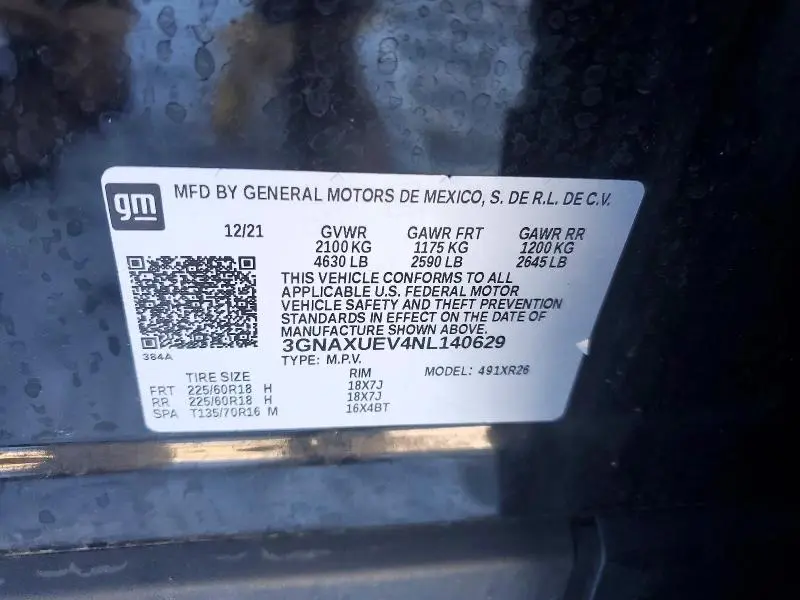 gm MFD BY GENERAL MOTORS DE MEXICO, S. DE R.L. DE C.V.
12/21 GVWR GAWR FRT GAWR RR
2100 KG 1175 KG 1200 KG
4630 LB 2590 LB 2645 LB
THIS VEHICLE CONFORMS TO ALL
APPLICABLE U.S. FEDERAL MOTOR
VEHICLE SAFETY AND THEFT PREVENTION
STANDARDS IN EFFECT ON THE DATE OF
MANUFACTURE SHOWN ABOVE.
3GNAXUEV4NL140629
384A
TYPE: M.P.V. MODEL: 491XR26
TIRE SIZE RIM
FRT 225/60R18 H 18X7J
RR 225/60R18 H 18X7J
SPA T135/70R16 M 16X4BT